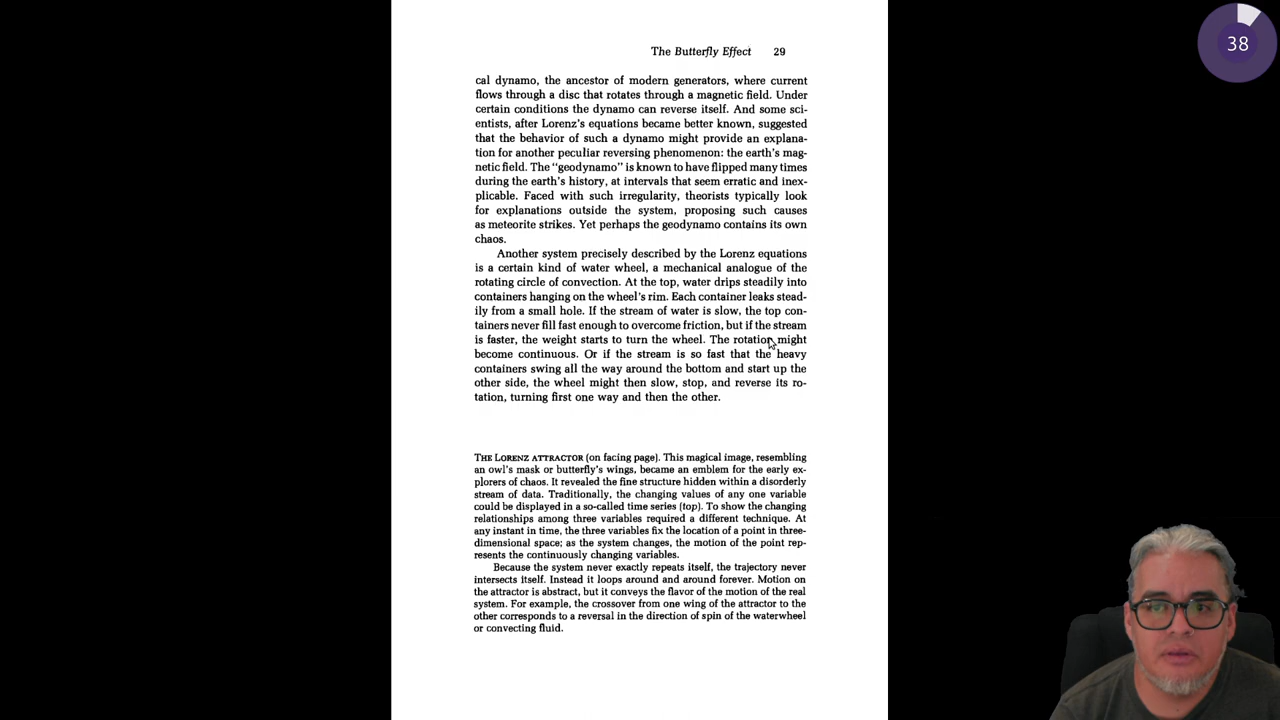 The Butterfly Effect 29
38
cal dynamo, the ancestor of modern generators, where current
flows through a disc that rotates through a magnetic field. Under
certain conditions the dynamo can reverse itself. And some sci-
entists, after Lorenz's equations became better known, suggested
that the behavior of such a dynamo might provide an explana-
tion for another peculiar reversing phenomenon: the earth's mag-
netic field. The "geodynamo" is known to have flipped many times
during the earth's history, at intervals that seem erratic and inex-
plicable. Faced with such irregularity, theorists typically look
for explanations outside the system, proposing such causes
as meteorite strikes. Yet perhaps the geodynamo contains its own
chaos.
Another system precisely described by the Lorenz equations
is a certain kind of water wheel, a mechanical analogue of the
rotating circle of convection. At the top, water drips steadily into
containers hanging on the wheel's rim. Each container leaks stead-
ily from a small hole. If the stream of water is slow, the top con-
tainers never fill fast enough to overcome friction, but if the stream
is faster, the weight starts to turn the wheel. The rotation might
become continuous. Or if the stream is so fast that the heavy
containers swing all the way around the bottom and start up the
other side, the wheel might then slow, stop, and reverse its ro-
tation, turning first one way and then the other.
THE LORENZ ATTRACTOR (on facing page). This magical image, resembling
an owl's mask or butterfly's wings, became an emblem for the early ex-
plorers of chaos. It revealed the fine structure hidden within a disorderly
stream of data. Traditionally, the changing values of any one variable
could be displayed in a so-called time series (top). To show the changing
relationships among three variables required a different technique. At
any instant in time, the three variables fix the location of a point in three-
dimensional space; as the system changes, the motion of the point rep-
resents the continuously changing variables.
Because the system never exactly repeats itself, the trajectory never
intersects itself. Instead it loops around and around forever. Motion on
the attractor is abstract, but it conveys the flavor of the motion of the real
system. For example, the crossover from one wing of the attractor to the
other corresponds to a reversal in the direction of spin of the waterwheel
or convecting fluid.